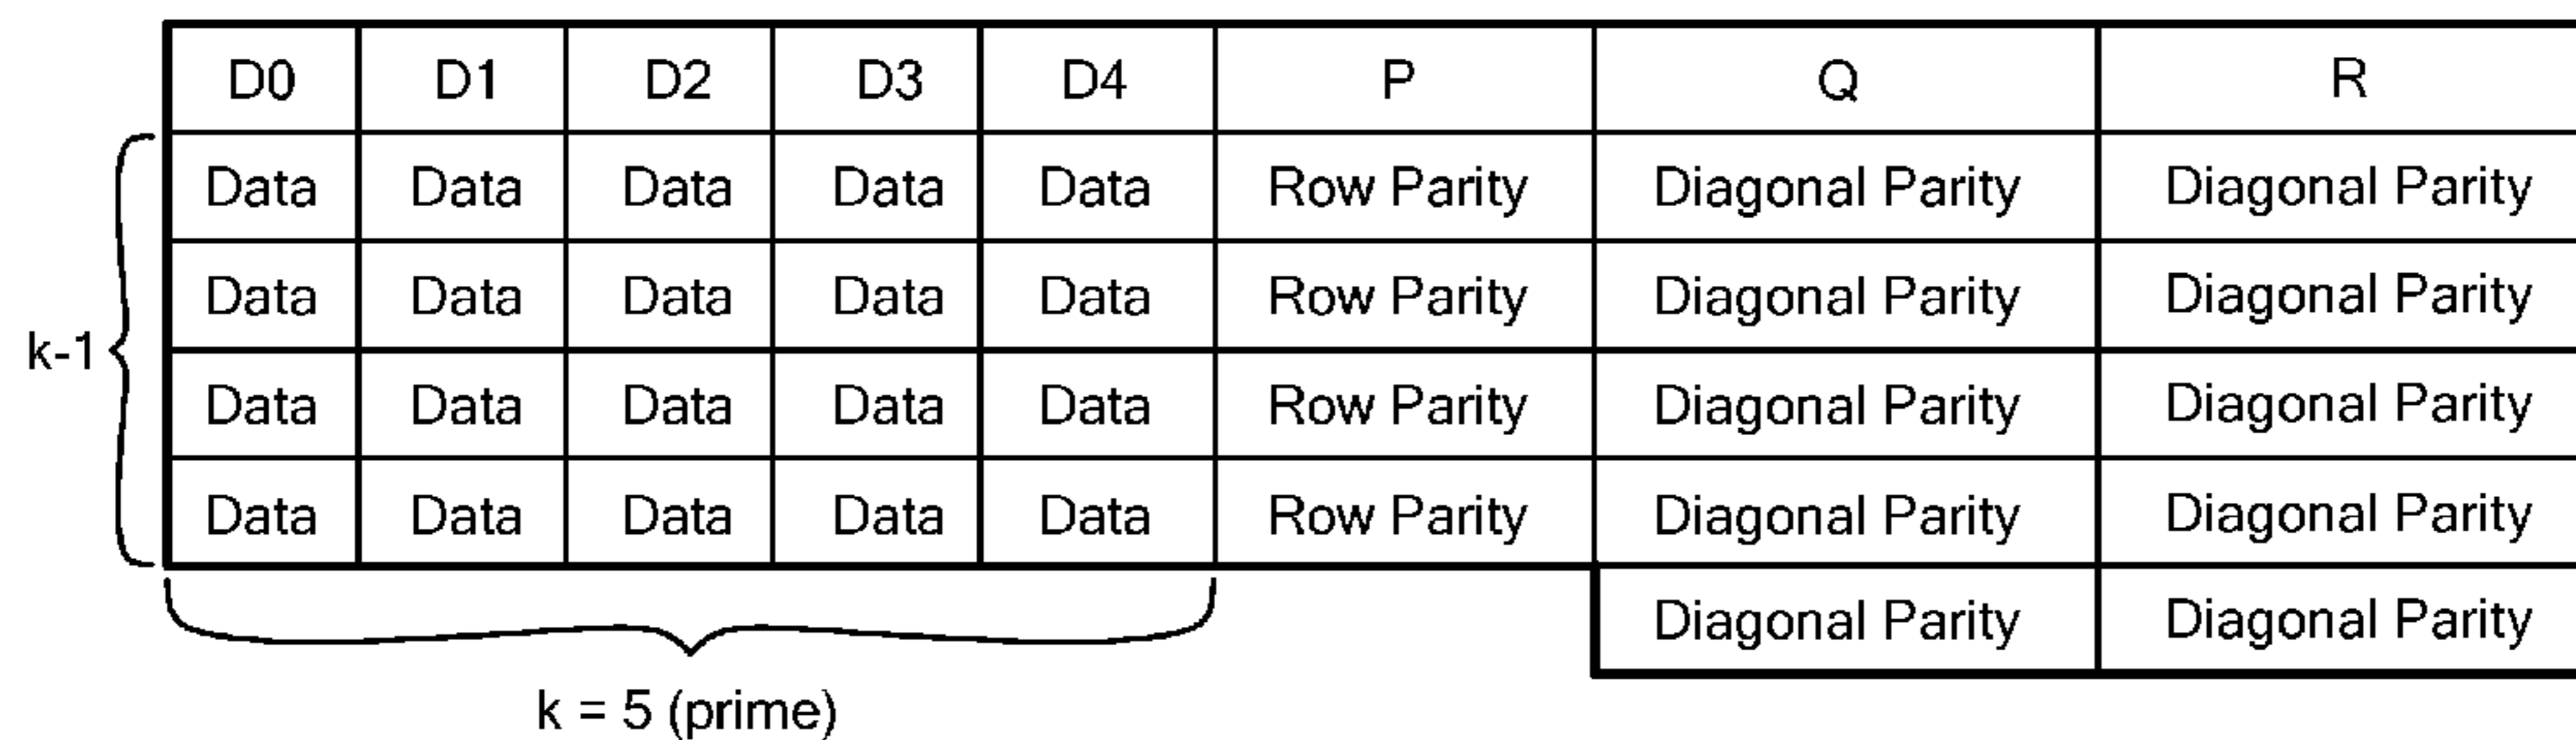 D0 D1 D2 D3 D4 P Q R
Data Data Data Data Data Row Parity Diagonal Parity Diagonal Parity
Data Data Data Data Data Row Parity Diagonal Parity Diagonal Parity
k-1
Data Data Data Data Data Row Parity Diagonal Parity Diagonal Parity
Data Data Data Data Data Row Parity Diagonal Parity Diagonal Parity
Diagonal Parity Diagonal Parity
k = 5 (prime)